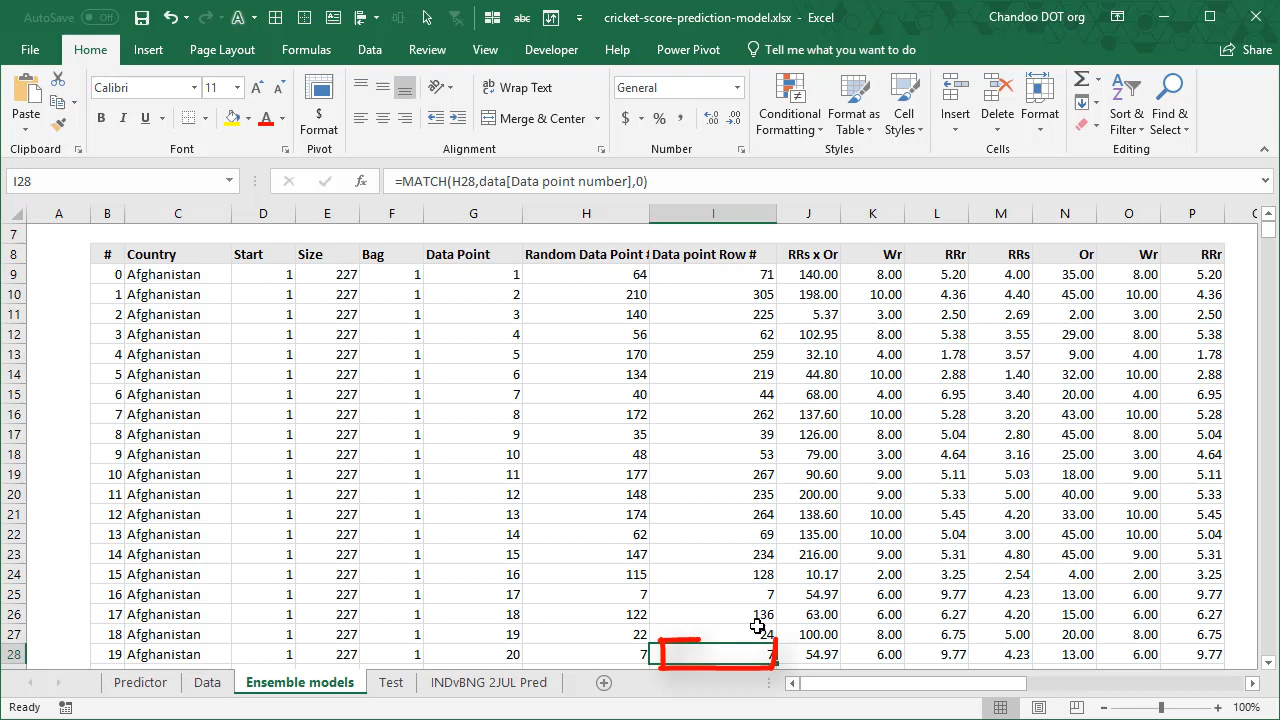 AutoSave Off cricket-score-prediction-model.xlsx - Excel Chandoo DOT org
File Home Insert Page Layout Formulas Data Review View Developer Help Power Pivot Tell me what you want to do Share
Paste Calibri 11 Wrap Text General
B I U Merge & Center $ % , Format Conditional Formatting Format as Table Cell Styles Insert Delete Format Sort & Filter Find & Select
Clipboard Font Pivot Alignment Number Styles Cells Editing
I28 =MATCH(H28,data[Data point number],0)
A B C D E F G H I J K L M N O P
7
8 # Country Start Size Bag Data Point Random Data Point # Data point Row # RRs x Or Wr RRr RRs Or Wr RRr
9 0 Afghanistan 1 227 1 1 64 71 140.00 8.00 5.20 4.00 35.00 8.00 5.20
10 1 Afghanistan 1 227 1 2 210 305 198.00 10.00 4.36 4.40 45.00 10.00 4.36
11 2 Afghanistan 1 227 1 3 140 225 5.37 3.00 2.50 2.69 2.00 3.00 2.50
12 3 Afghanistan 1 227 1 4 56 62 102.95 8.00 5.38 3.55 29.00 8.00 5.38
13 4 Afghanistan 1 227 1 5 170 259 32.10 4.00 1.78 3.57 9.00 4.00 1.78
14 5 Afghanistan 1 227 1 6 134 219 44.80 10.00 2.88 1.40 32.00 10.00 2.88
15 6 Afghanistan 1 227 1 7 40 44 68.00 4.00 6.95 3.40 20.00 4.00 6.95
16 7 Afghanistan 1 227 1 8 172 262 137.60 10.00 5.28 3.20 43.00 10.00 5.28
17 8 Afghanistan 1 227 1 9 35 39 126.00 8.00 5.04 2.80 45.00 8.00 5.04
18 9 Afghanistan 1 227 1 10 48 53 79.00 3.00 4.64 3.16 25.00 3.00 4.64
19 10 Afghanistan 1 227 1 11 177 267 90.60 9.00 5.11 5.03 18.00 9.00 5.11
20 11 Afghanistan 1 227 1 12 148 235 200.00 9.00 5.33 5.00 40.00 9.00 5.33
21 12 Afghanistan 1 227 1 13 174 264 138.60 10.00 5.45 4.20 33.00 10.00 5.45
22 13 Afghanistan 1 227 1 14 62 69 135.00 10.00 5.04 3.00 45.00 10.00 5.04
23 14 Afghanistan 1 227 1 15 147 234 216.00 9.00 5.31 4.80 45.00 9.00 5.31
24 15 Afghanistan 1 227 1 16 115 128 10.17 2.00 3.25 2.54 4.00 2.00 3.25
25 16 Afghanistan 1 227 1 17 7 7 54.97 6.00 9.77 4.23 13.00 6.00 9.77
26 17 Afghanistan 1 227 1 18 122 136 63.00 6.00 6.27 4.20 15.00 6.00 6.27
27 18 Afghanistan 1 227 1 19 22 24 100.00 8.00 6.75 5.00 20.00 8.00 6.75
28 19 Afghanistan 1 227 1 20 7 7 54.97 6.00 9.77 4.23 13.00 6.00 9.77
Predictor Data Ensemble models Test INDvBNG 2JUL Pred
Ready 100%